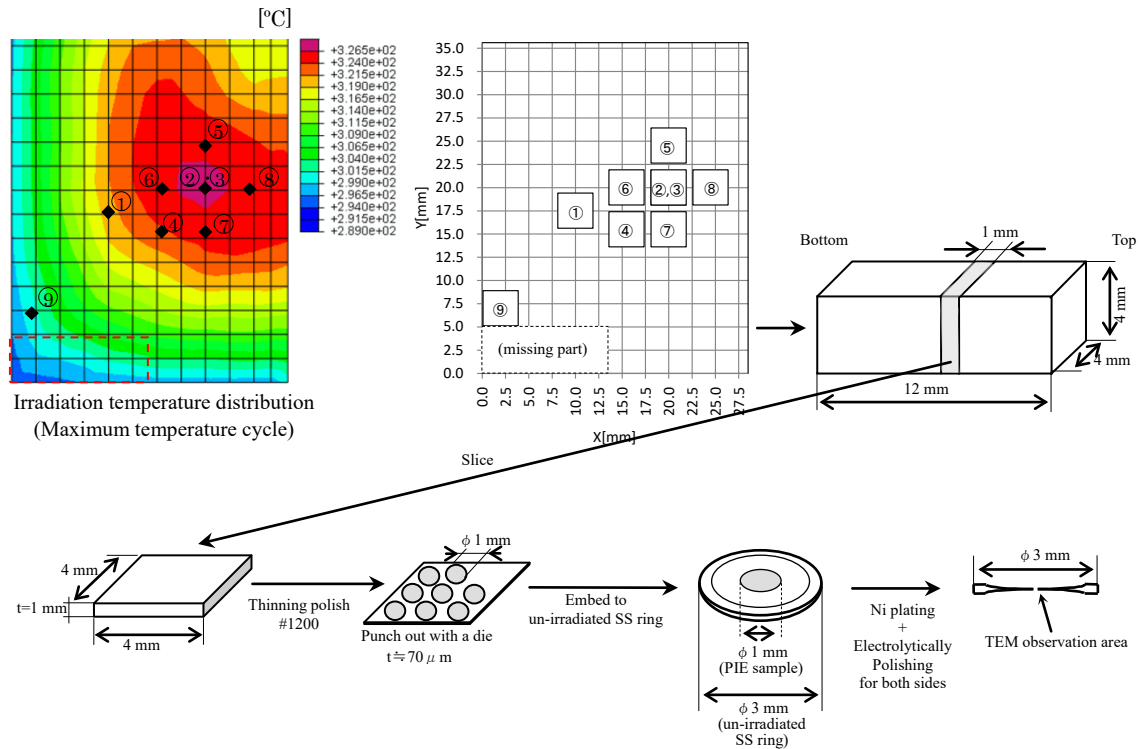 [ºC]
+3.265e+02
+3.240e+02
+3.215e+02
+3.190e+02
+3.165e+02
+3.140e+02
+3.115e+02
+3.090e+02
+3.065e+02
+3.040e+02
+3.015e+02
+2.990e+02
+2.965e+02
+2.940e+02
+2.915e+02
+2.890e+02
⑤
⑥ ②·③ ⑧
①
④ ⑦
⑨
Irradiation temperature distribution
(Maximum temperature cycle)
Y[mm]
35.0
32.5
30.0
27.5
25.0
22.5
20.0
17.5
15.0
12.5
10.0
7.5
5.0
2.5
0.0
⑤
⑥ ②,③ ⑧
①
④ ⑦
⑨
(missing part)
0.0 2.5 5.0 7.5 10.0 12.5 15.0 17.5 20.0 22.5 25.0 27.5
X[mm]
Bottom
1 mm
Top
4 mm
4 mm
12 mm
Slice
4 mm
t=1 mm
4 mm
Thinning polish
#1200
φ 1 mm
Punch out with a die
t≒70 μ m
Embed to
un-irradiated SS ring
φ 1 mm
(PIE sample)
φ 3 mm
(un-irradiated
SS ring)
Ni plating
+
Electrolytically
Polishing
for both sides
φ 3 mm
TEM observation area